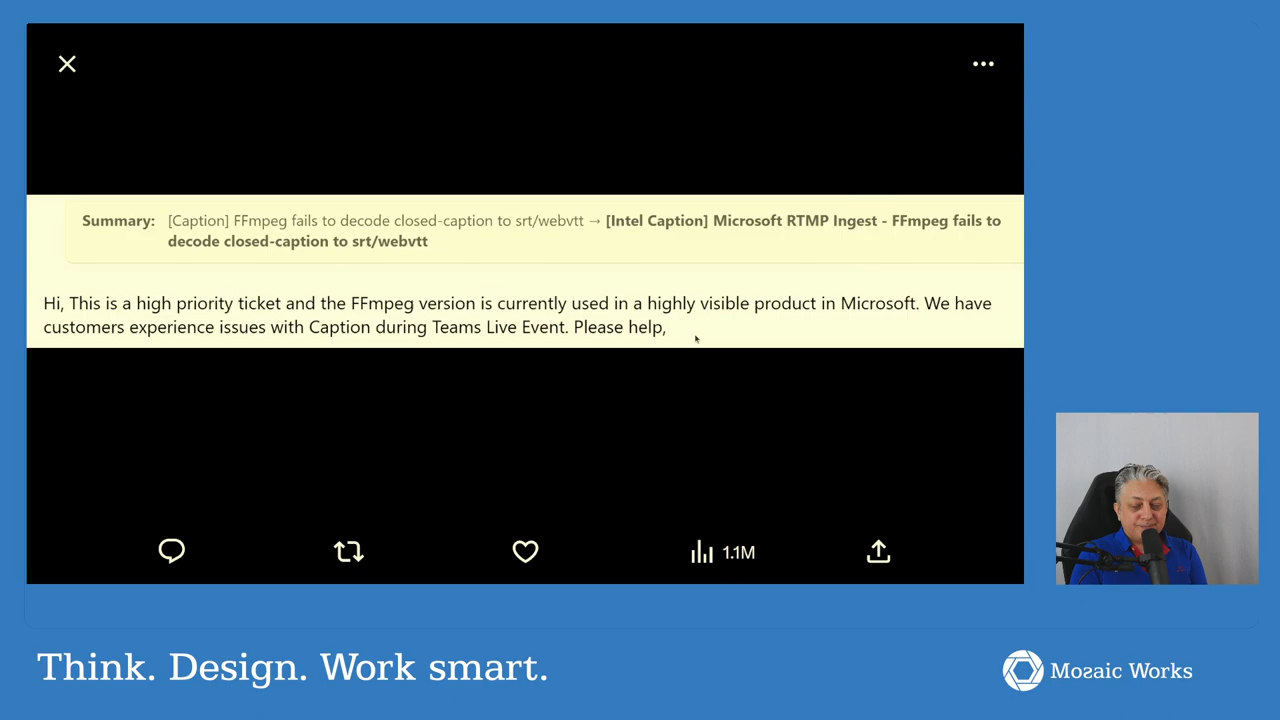 Summary: [Caption] FFmpeg fails to decode closed-caption to srt/webvtt → [Intel Caption] Microsoft RTMP Ingest - FFmpeg fails to
decode closed-caption to srt/webvtt
Hi, This is a high priority ticket and the FFmpeg version is currently used in a highly visible product in Microsoft. We have
customers experience issues with Caption during Teams Live Event. Please help,
1.1M
Think. Design. Work smart.
Mozaic Works